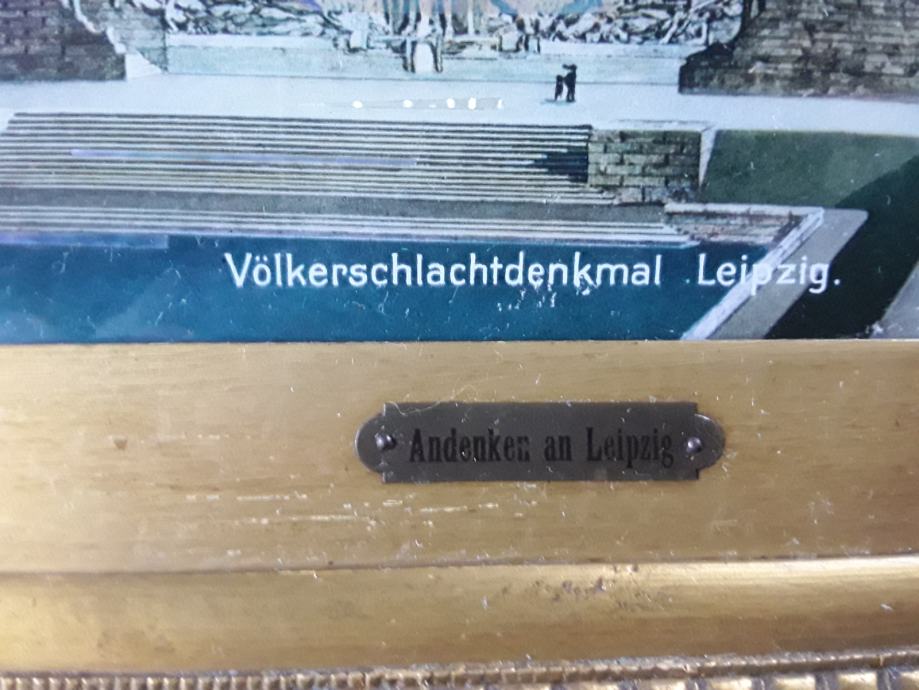 Völkerschlachtdenkmal Leipzig.
Andenken an Leipzig